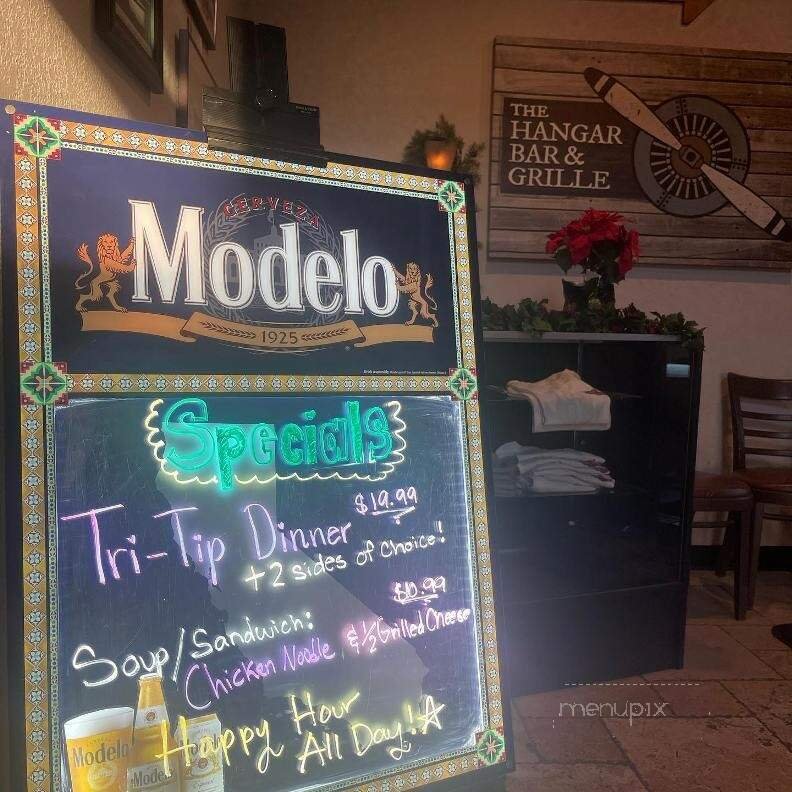 CERVEZA
Modelo
1925
Specials
Tri-Tip Dinner $19.99
+ 2 sides of choice!
Soup/Sandwich: $10.99
Chicken Noodle & 1/2 Grilled Cheese
Happy Hour
All Day!
Modelo
Modelo
THE
HANGAR
BAR &
GRILLE
menupix